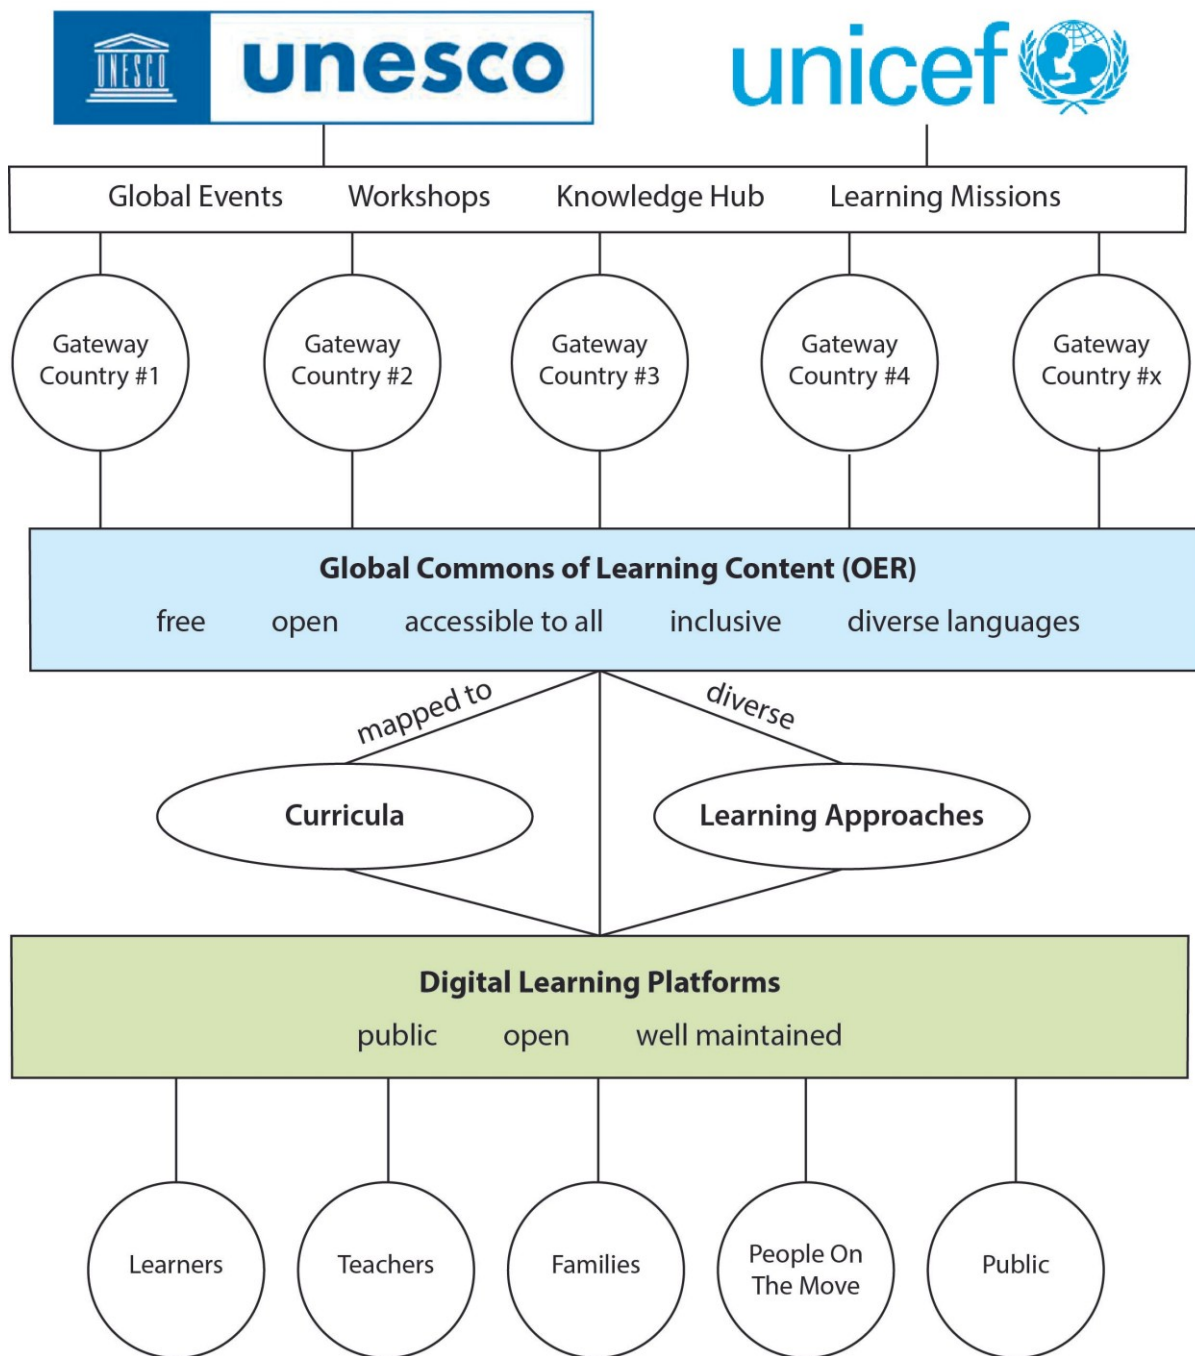 UNESCO
unesco
unicef
Global Events Workshops Knowledge Hub Learning Missions
Gateway
Country #1
Gateway
Country #2
Gateway
Country #3
Gateway
Country #4
Gateway
Country #x
Global Commons of Learning Content (OER)
free open accessible to all inclusive diverse languages
mapped to
diverse
Curricula
Learning Approaches
Digital Learning Platforms
public open well maintained
Learners
Teachers
Families
People On
The Move
Public